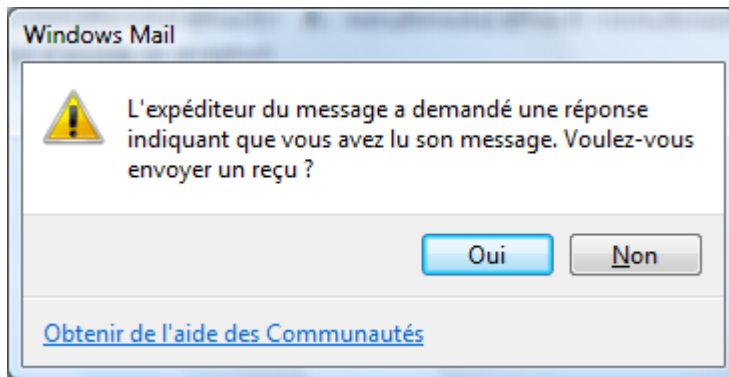 Windows Mail
L'expéditeur du message a demandé une réponse
indiquant que vous avez lu son message. Voulez-vous
envoyer un reçu ?
Oui
Non
Obtenir de l'aide des Communautés